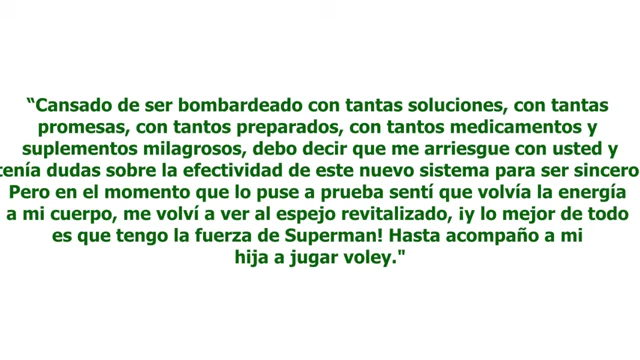 “Cansado de ser bombardeado con tantas soluciones, con tantas
promesas, con tantos preparados, con tantos medicamentos y
suplementos milagrosos, debo decir que me arriesgue con usted y
tenía dudas sobre la efectividad de este nuevo sistema para ser sincero
Pero en el momento que lo puse a prueba sentí que volvía la energía
a mi cuerpo, me volví a ver al espejo revitalizado, ¡y lo mejor de todo
es que tengo la fuerza de Superman! Hasta acompaño a mi
hija a jugar voley."